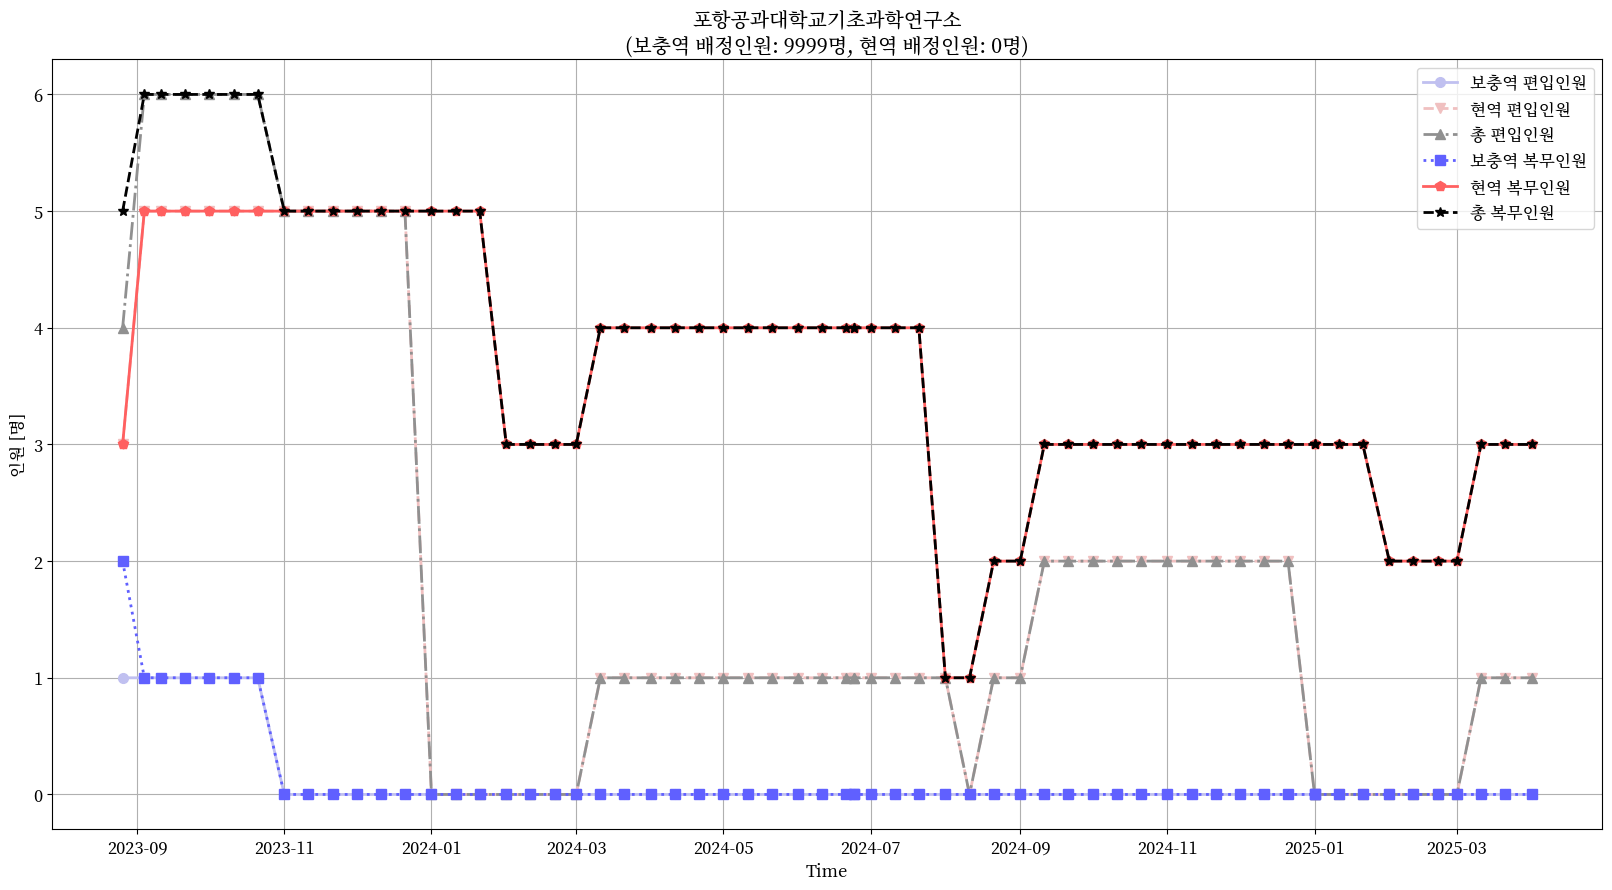 포항공과대학교기초과학연구소
(보충역 배정인원: 9999명, 현역 배정인원: 0명)
보충역 편입인원
현역 편입인원
총 편입인원
보충역 복무인원
현역 복무인원
총 복무인원
인원 [명]
6
5
4
3
2
1
0
2023-09
2023-11
2024-01
2024-03
2024-05
2024-07
2024-09
2024-11
2025-01
2025-03
Time